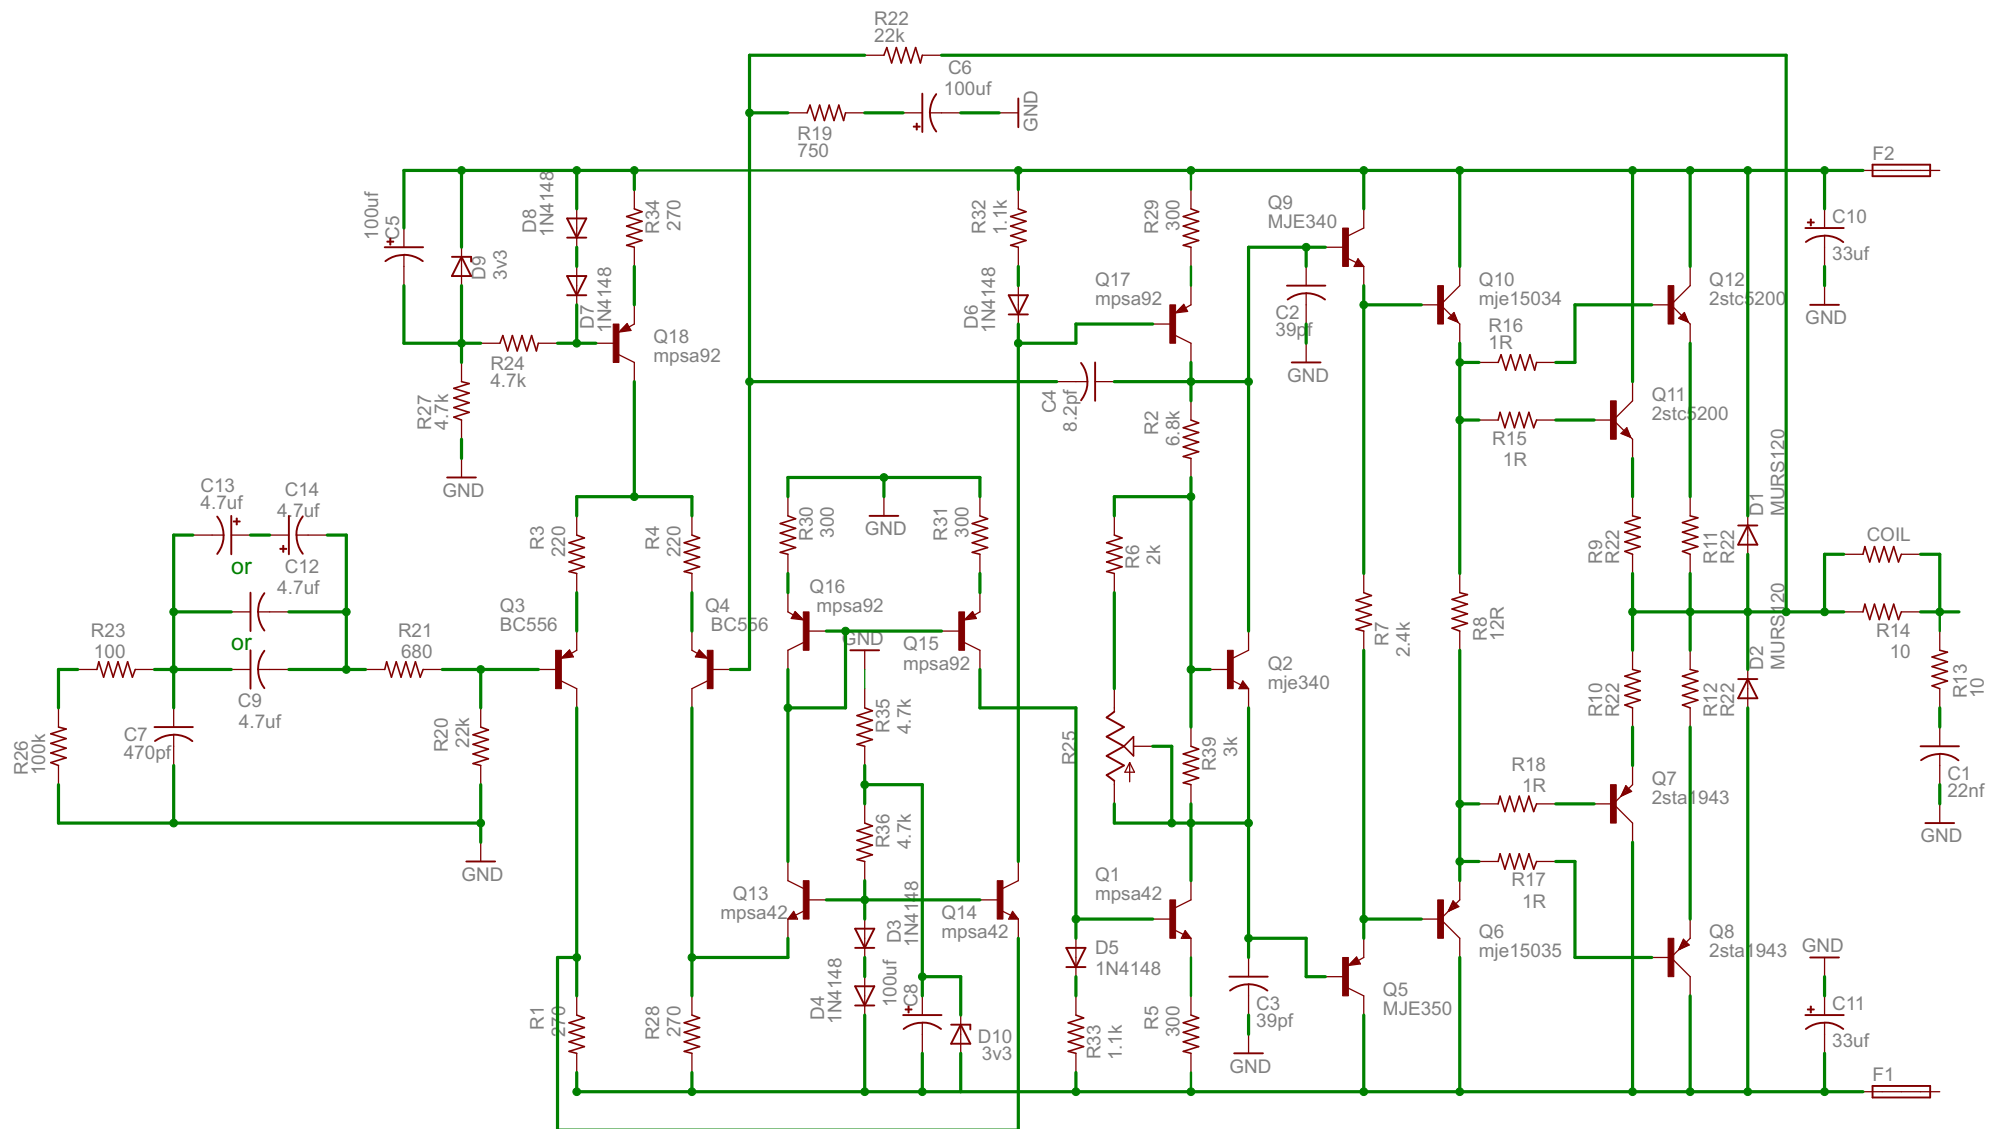 R22
22k
C6
100uf
GND
R19
750
F2
100uf
C5
D9
3v3
D8
1N4148
D7
1N4148
R34
270
R32
1.1k
D6
1N4148
R29
300
Q17
mpsa92
Q9
MJE340
C2
39pf
GND
Q10
mje15034
R16
1R
Q12
2stc5200
C10
33uf
GND
Q18
mpsa92
R24
4.7k
R27
4.7k
GND
C4
8.2pf
R2
6.8k
R15
1R
Q11
2stc5200
C13
4.7uf
C14
4.7uf
or
C12
4.7uf
or
C9
4.7uf
R23
100
R21
680
R26
100k
C7
470pf
R20
22k
GND
R3
220
R4
220
Q3
BC556
Q4
BC556
R30
300
GND
R31
300
Q16
mpsa92
GND
Q15
mpsa92
R35
4.7k
R36
4.7k
R6
2k
R25
R39
3k
Q2
mje340
R7
2.4k
R8
12R
R9
R22
R11
R22
D1
MURS120
R10
R22
R12
R22
D2
MURS120
COIL
R14
10
R13
10
C1
22nf
GND
R18
1R
Q7
2sta1943
R17
1R
Q13
mpsa42
D3
1N4148
Q14
mpsa42
D4
1N4148
100uf
C8
D10
3v3
Q1
mpsa42
D5
1N4148
R33
1.1k
R5
300
C3
39pf
GND
Q5
MJE350
Q6
mje15035
Q8
2sta1943
GND
C11
33uf
R1
270
R28
270
F1